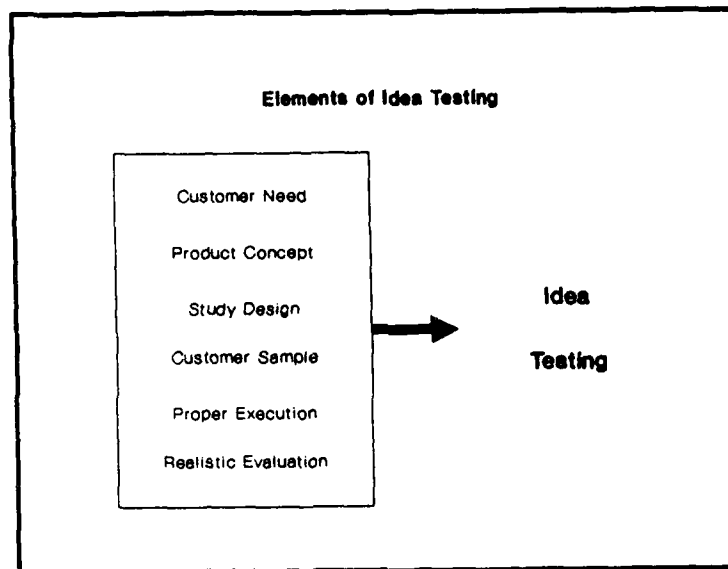 Elements of Idea Testing
Customer Need
Product Concept
Study Design
Customer Sample
Proper Execution
Realistic Evaluation
Idea
Testing